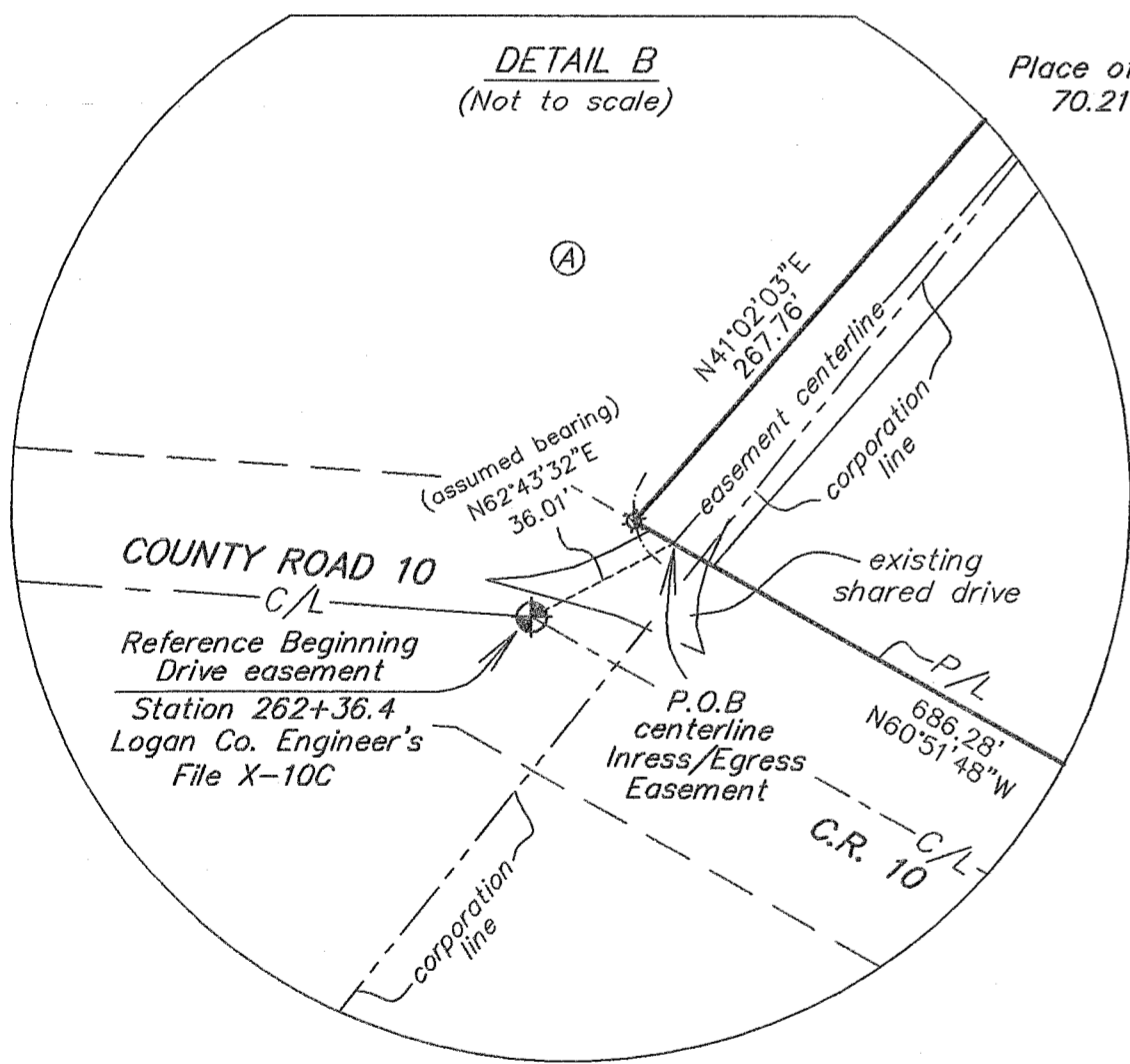 DETAIL B
(Not to scale)
Place of
70.21
A
N41°02'03"E
267.76'
easement centerline
corporation
line
(assumed bearing)
N62°43'32"E
36.01'
COUNTY ROAD 10
C/L
existing
shared drive
Reference Beginning
Drive easement
Station 262+36.4
Logan Co. Engineer's
File X-10C
P.O.B
centerline
Inress/Egress
Easement
P/L
686.28'
N60°51'48"W
C/L
C.R. 10
corporation
line